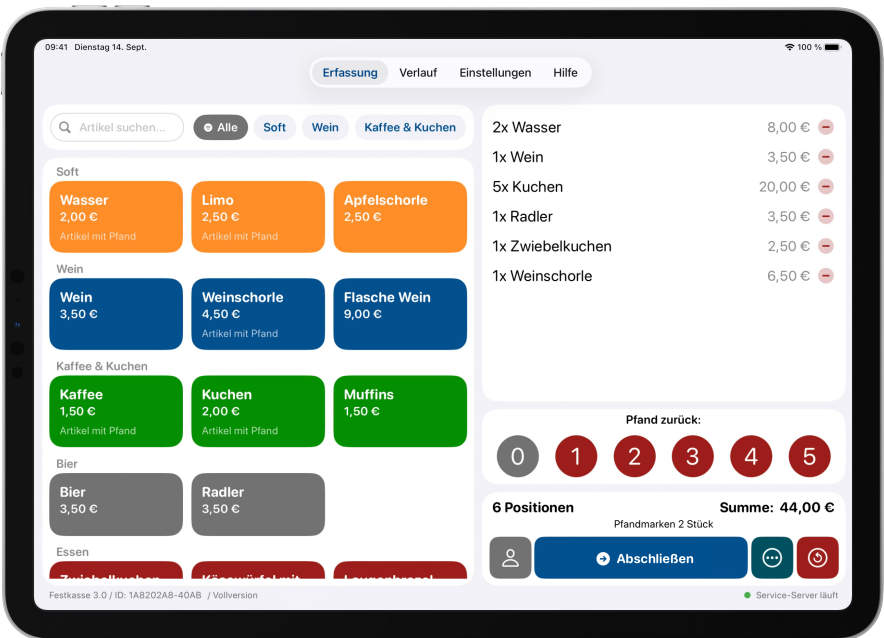 09:41 Dienstag 14. Sept.
100 %
Erfassung Verlauf Einstellungen Hilfe
Artikel suchen...
Alle Soft Wein Kaffee & Kuchen
Soft
Wasser
2,00 €
Artikel mit Pfand
Limo
2,50 €
Artikel mit Pfand
Apfelschorle
2,50 €
Wein
Wein
3,50 €
Weinschorle
4,50 €
Artikel mit Pfand
Flasche Wein
9,00 €
Kaffee & Kuchen
Kaffee
1,50 €
Artikel mit Pfand
Kuchen
2,00 €
Artikel mit Pfand
Muffins
1,50 €
Bier
Bier
3,50 €
Radler
3,50 €
Essen
Zwiebelkuchen
Laugenbrezel
Festkasse 3.0 / ID: 1A8202A8-40AB / Vollversion
2x Wasser 8,00 €
1x Wein 3,50 €
5x Kuchen 20,00 €
1x Radler 3,50 €
1x Zwiebelkuchen 2,50 €
1x Weinschorle 6,50 €
Pfand zurück:
0 1 2 3 4 5
6 Positionen Summe: 44,00 €
Pfandmarken 2 Stück
Abschließen
Service-Server läuft